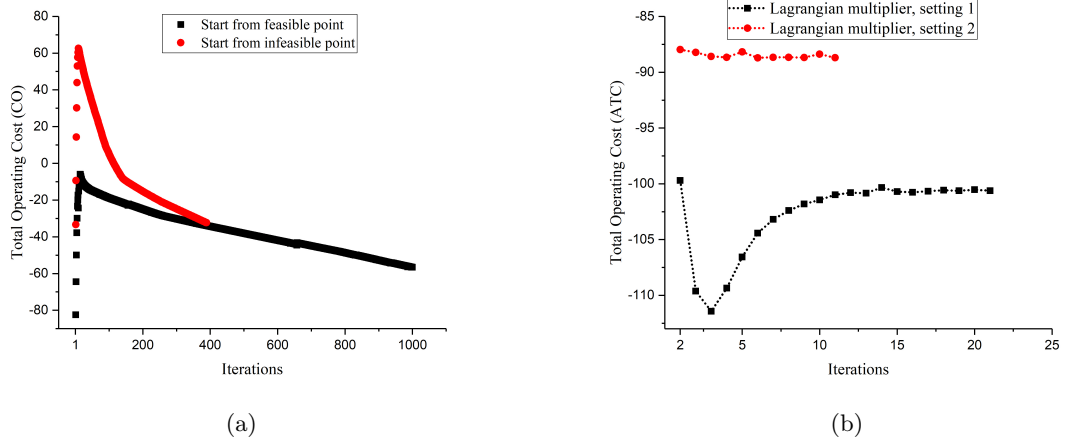 Start from feasible point
Start from infeasible point
Total Operating Cost (CO)
80
60
40
20
0
-20
-40
-60
-80
1
200
400
600
800
1000
Iterations
(a)
Lagrangian multiplier, setting 1
Lagrangian multiplier, setting 2
Total Operating Cost (ATC)
-85
-90
-95
-100
-105
-110
2
5
10
15
20
25
Iterations
(b)